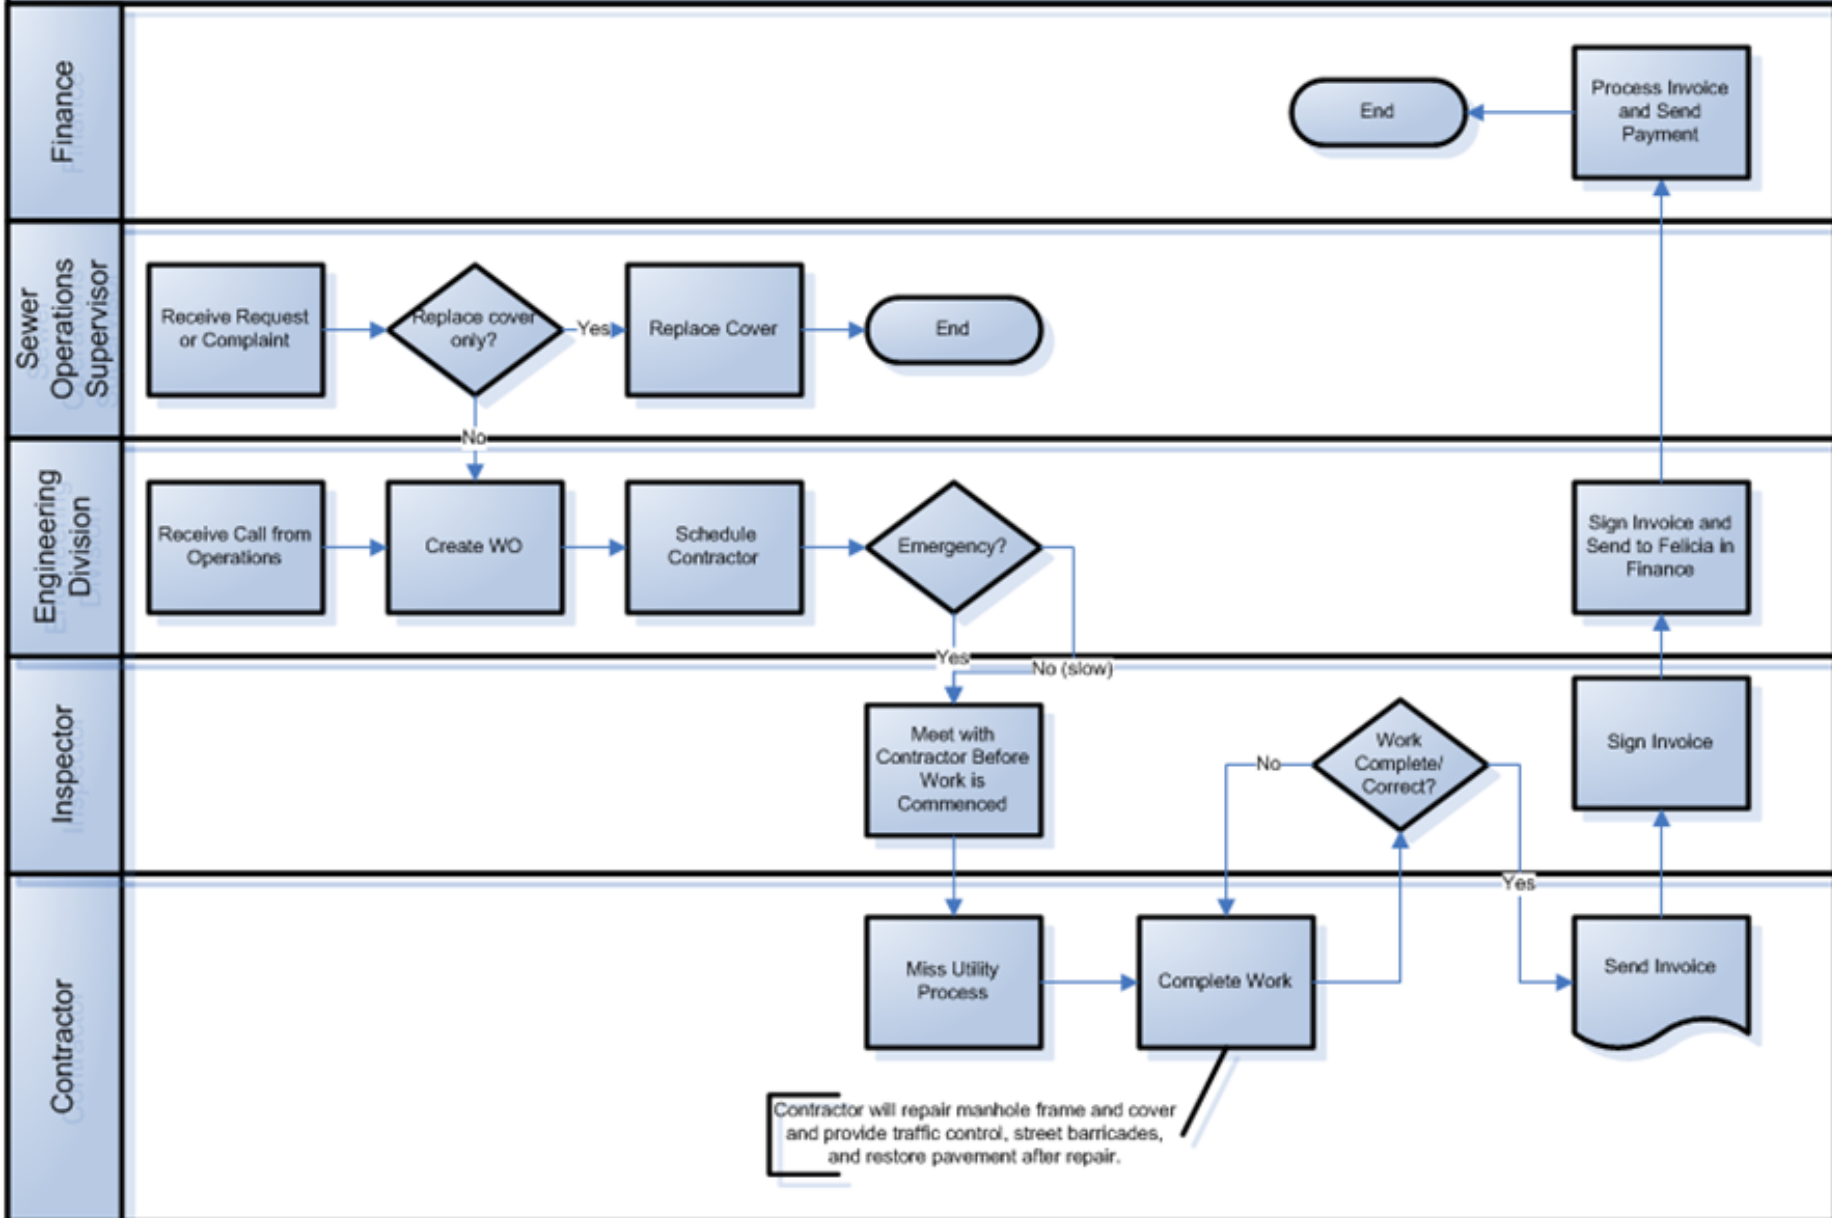 Finance
End
Process Invoice
and Send
Payment
Sewer
Operations
Supervisor
Receive Request
or Complaint
Replace cover
only?
Yes
Replace Cover
End
No
Engineering
Division
Receive Call from
Operations
Create WO
Schedule
Contractor
Emergency?
Sign Invoice and
Send to Felicia in
Finance
Yes
No (slow)
Inspector
Meet with
Contractor Before
Work is
Commenced
No
Work
Complete/
Correct?
Sign Invoice
Yes
Contractor
Miss Utility
Process
Complete Work
Send Invoice
Contractor will repair manhole frame and cover
and provide traffic control, street barricades,
and restore pavement after repair.